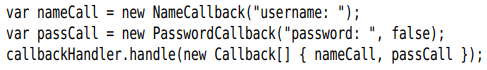 var nameCall = new NameCallback("username: ");
var passCall = new PasswordCallback("password: ", false);
callbackHandler.handle(new Callback[] { nameCall, passCall });